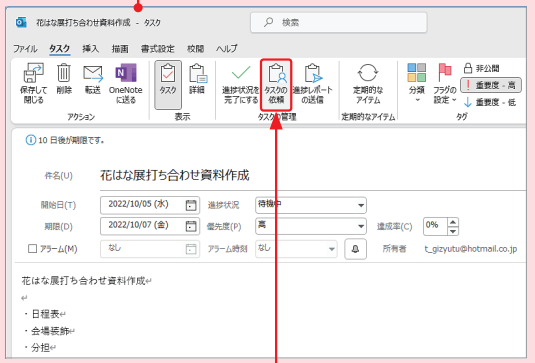 花はな展打ち合わせ資料作成 - タスク
検索
ファイル タスク 挿入 描画 書式設定 校閲 ヘルプ
保存して閉じる 削除 転送 OneNoteに送る タスク 詳細 進捗状況を完了にする タスクの依頼 進捗レポートの送信 定期的なアイテム 分類 フラグの設定 非公開
重要度 - 高
重要度 - 低
アクション 表示 タスクの管理 定期的なアイテム タグ
10 日後が期限です。
件名(U) 花はな展打ち合わせ資料作成
開始日(T) 2022/10/05 (水) 進捗状況 待機中
期限(D) 2022/10/07 (金) 優先度(P) 高 達成率(C) 0%
アラーム(M) なし アラーム時刻 なし 所有者 t_gizyutu@hotmail.co.jp
花はな展打ち合わせ資料作成↵
↵
・日程表↵
・会場装飾↵
・分担↵